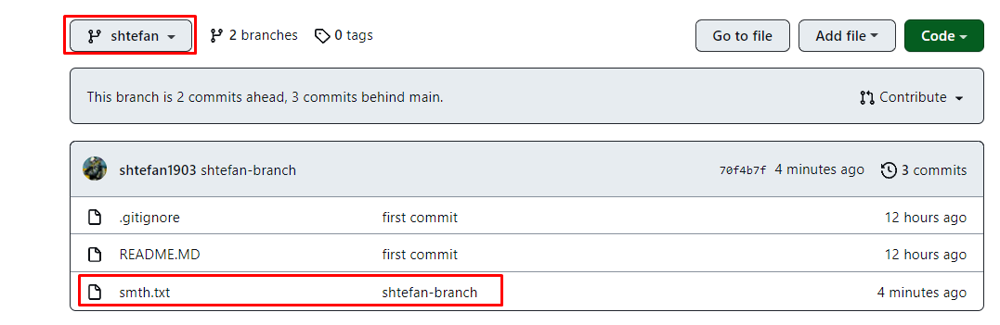 shtefan 2 branches 0 tags Go to file Add file Code
This branch is 2 commits ahead, 3 commits behind main. Contribute
shtefan1903 shtefan-branch 70f4b7f 4 minutes ago 3 commits
.gitignore first commit 12 hours ago
README.MD first commit 12 hours ago
smth.txt shtefan-branch 4 minutes ago